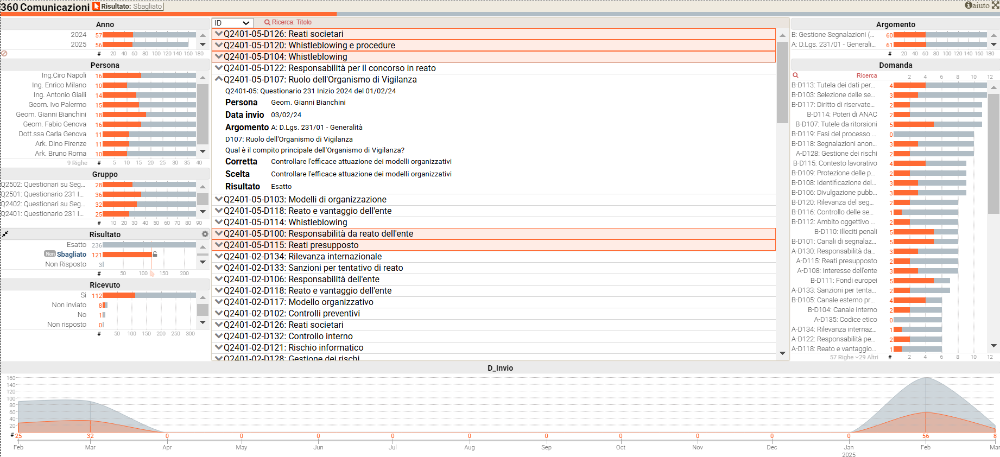 360 Comunicazioni Risultato: Sbagliato aiuto
Anno
2024 57
2025 56
# 20 40 60 80 100 120 140 160 180
Persona
Ing.Ciro Napoli 16
Ing. Enrico Milano 10
Ing. Antonio Gialli 14
Geom. Ivo Palermo 15
Geom. Gianni Bianchini 18
Geom. Fabio Genova 16
Dott.ssa Carla Genova 11
Ark. Dino Firenze 11
Ark. Bruno Roma 10
9 Righe # 5 10 15 20 25 30 35 40
Gruppo
Q2502: Questionari su Seg... 28
Q2501: Questionario 231 I... 36
Q2402: Questionari su Seg... 32
Q2401: Questionario 231 I... 25
# 10 20 30 40 50 60 70 80 90
Risultato
Esatto 236
Non Sbagliato 121
Non Risposto 3
# 50 100 150 200
Ricevuto
Si 112
Non inviato 8
No 1
Non risposto 0
# 50 100 150 200 250 300
ID Ricerca: Titolo
Q2401-05-D126: Reati societari
Q2401-05-D120: Whistleblowing e procedure
Q2401-05-D104: Whistleblowing
Q2401-05-D122: Responsabilità per il concorso in reato
Q2401-05-D107: Ruolo dell'Organismo di Vigilanza
Q2401-05: Questionario 231 Inizio 2024 del 01/02/24
Persona Geom. Gianni Bianchini
Data invio 03/02/24
Argomento A: D.Lgs. 231/01 - Generalità
D107: Ruolo dell'Organismo di Vigilanza
Qual è il compito principale dell'Organismo di Vigilanza?
Corretta Controllare l'efficace attuazione dei modelli organizzativi
Scelta Controllare l'efficace attuazione dei modelli organizzativi
Risultato Esatto
Q2401-05-D103: Modelli di organizzazione
Q2401-05-D118: Reato e vantaggio dell'ente
Q2401-05-D114: Whistleblowing
Q2401-05-D100: Responsabilità da reato dell'ente
Q2401-05-D115: Reati presupposto
Q2401-02-D134: Rilevanza internazionale
Q2401-02-D133: Sanzioni per tentativo di reato
Q2401-02-D106: Responsabilità dell'ente
Q2401-02-D118: Reato e vantaggio dell'ente
Q2401-02-D117: Modello organizzativo
Q2401-02-D102: Controlli preventivi
Q2401-02-D126: Reati societari
Q2401-02-D132: Controllo interno
Q2401-02-D121: Rischio informatico
Q2401-02-D128: Gestione dei rischi
Argomento
B: Gestione Segnalazioni (... 60
A: D.Lgs. 231/01 - Generali... 61
# 20 40 60 80 100 120 140 160 180
Domanda
Ricerca 2 4 6 8 10 12
B-D113: Tutela dei dati per... 4
B-D103: Selezione delle se... 3
B-D117: Diritto di riservate... 2
B-D114: Poteri di ANAC 2
B-D107: Tutele da ritorsioni 5
B-D119: Fasi del processo ... 0
B-D118: Segnalazioni anon... 3
A-D128: Gestione dei rischi 2
B-D115: Contesto lavorativo 4
B-D109: Protezione delle p... 2
B-D108: Identificazione del... 3
B-D106: Divulgazione pubb... 3
B-D120: Rilevanza del seg... 2
B-D116: Controllo delle se... 1
B-D112: Ambito oggettivo ... 2
B-D110: Illeciti penali 5
B-D101: Canali di segnalaz... 5
A-D130: Responsabilità da... 3
A-D115: Reati presupposto 2
A-D108: Interesse dell'ente 3
B-D111: Fondi europei 5
A-D133: Sanzioni per tenta... 2
B-D105: Canale esterno pr... 4
B-D104: Canale interno 2
A-D135: Codice etico 0
A-D134: Rilevanza internaz... 1
A-D122: Responsabilità pe... 2
A-D118: Reato e vantaggio... 1
57 Righe 29 Altri # 2 4 6 8 10 12
D_Invio
160
140
120
100
80
60
40
20
# 25 32 0 0 0 0 0 0 0 0 0 0 56 8
Feb Mar Apr May Jun Jul Aug Sep Oct Nov Dec Jan Feb Mar
2025